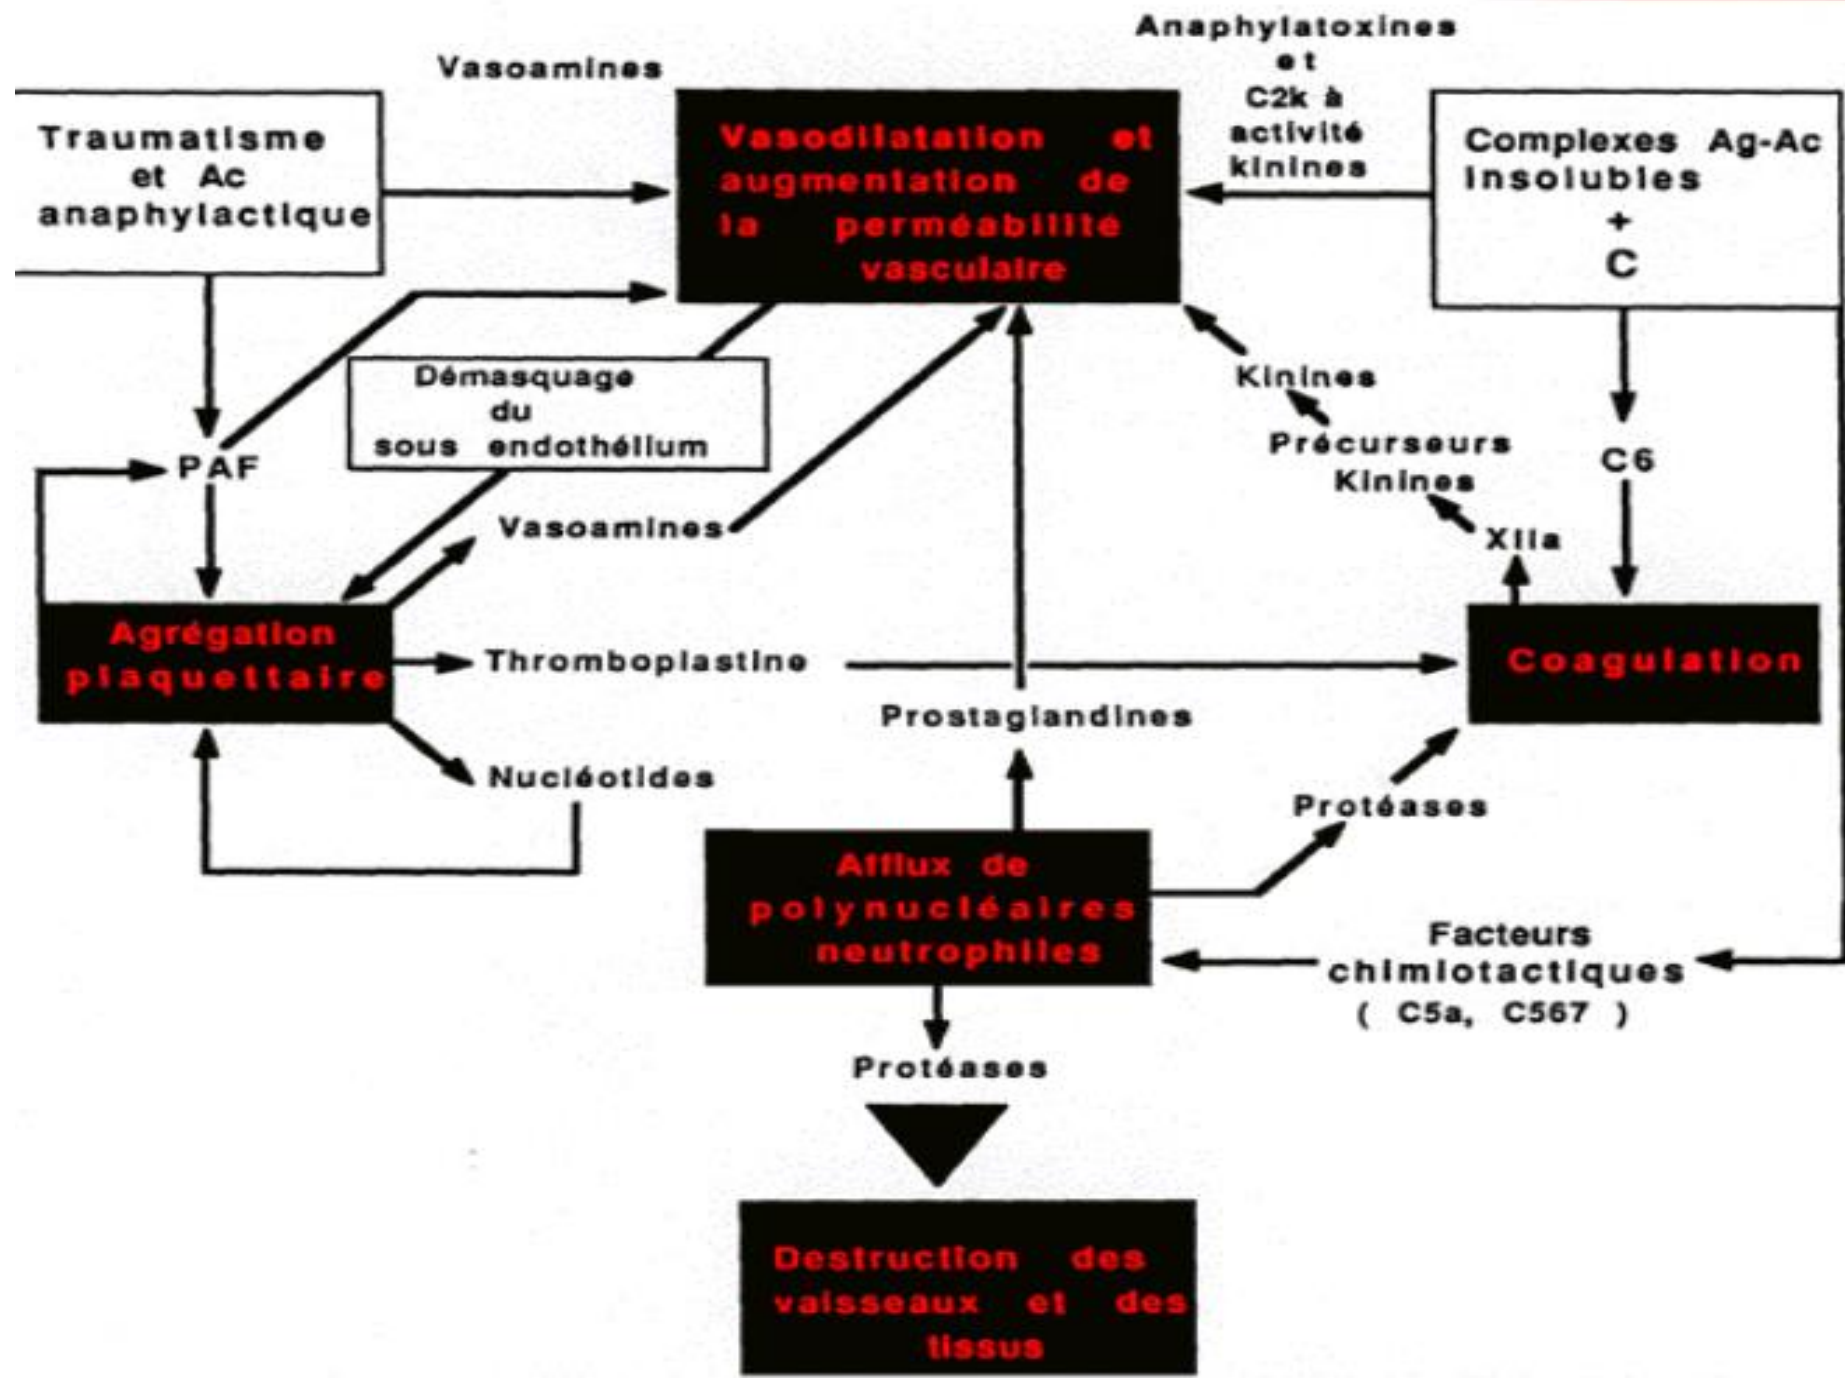 Vasoamines
Anaphylatoxines
et
C2k à
activité
kinines
Traumatisme
et Ac
anaphylactique
Vasodilatation et
augmentation de
la perméabilité
vasculaire
Complexes Ag-Ac
insolubles
+
C
Démasquage
du
sous endothélium
Kinines
Précurseurs
Kinines
XIIa
C6
PAF
Vasoamines
Agrégation
plaquettaire
Thromboplastine
Coagulation
Prostaglandines
Nucléotides
Protéases
Afflux de
polynucléaires
neutrophiles
Facteurs
chimiotactiques
( C5a, C567 )
Protéases
Destruction des
vaisseaux et des
tissus